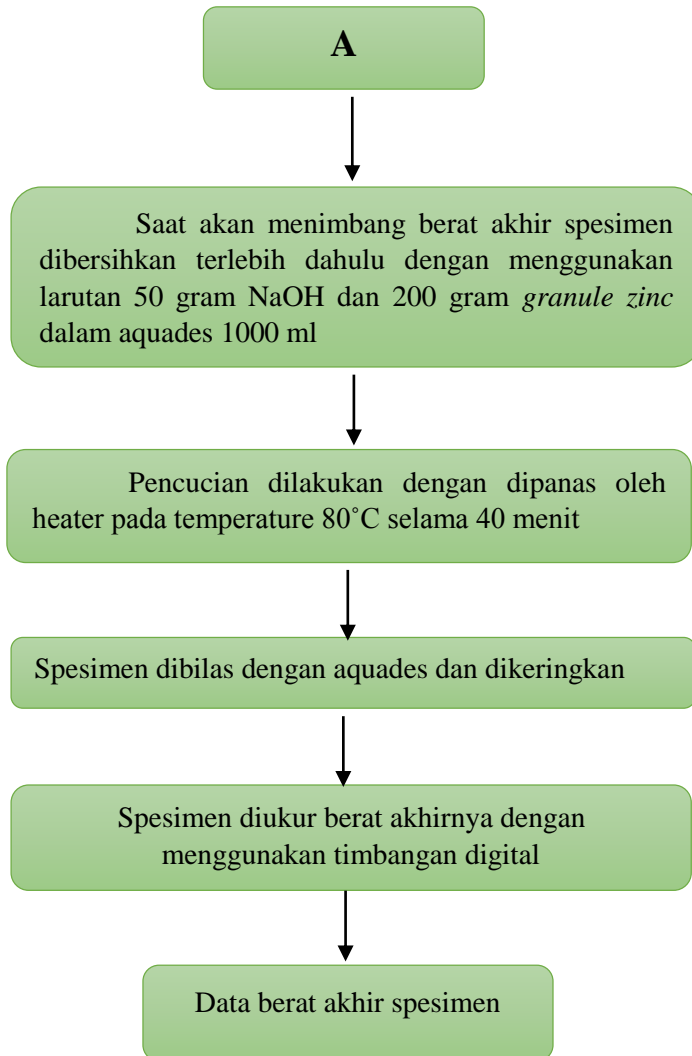 A
Saat akan menimbang berat akhir spesimen
dibersihkan terlebih dahulu dengan menggunakan
larutan 50 gram NaOH dan 200 gram granule zinc
dalam aquades 1000 ml
Pencucian dilakukan dengan dipanas oleh
heater pada temperature 80˚C selama 40 menit
Spesimen dibilas dengan aquades dan dikeringkan
Spesimen diukur berat akhirnya dengan
menggunakan timbangan digital
Data berat akhir spesimen